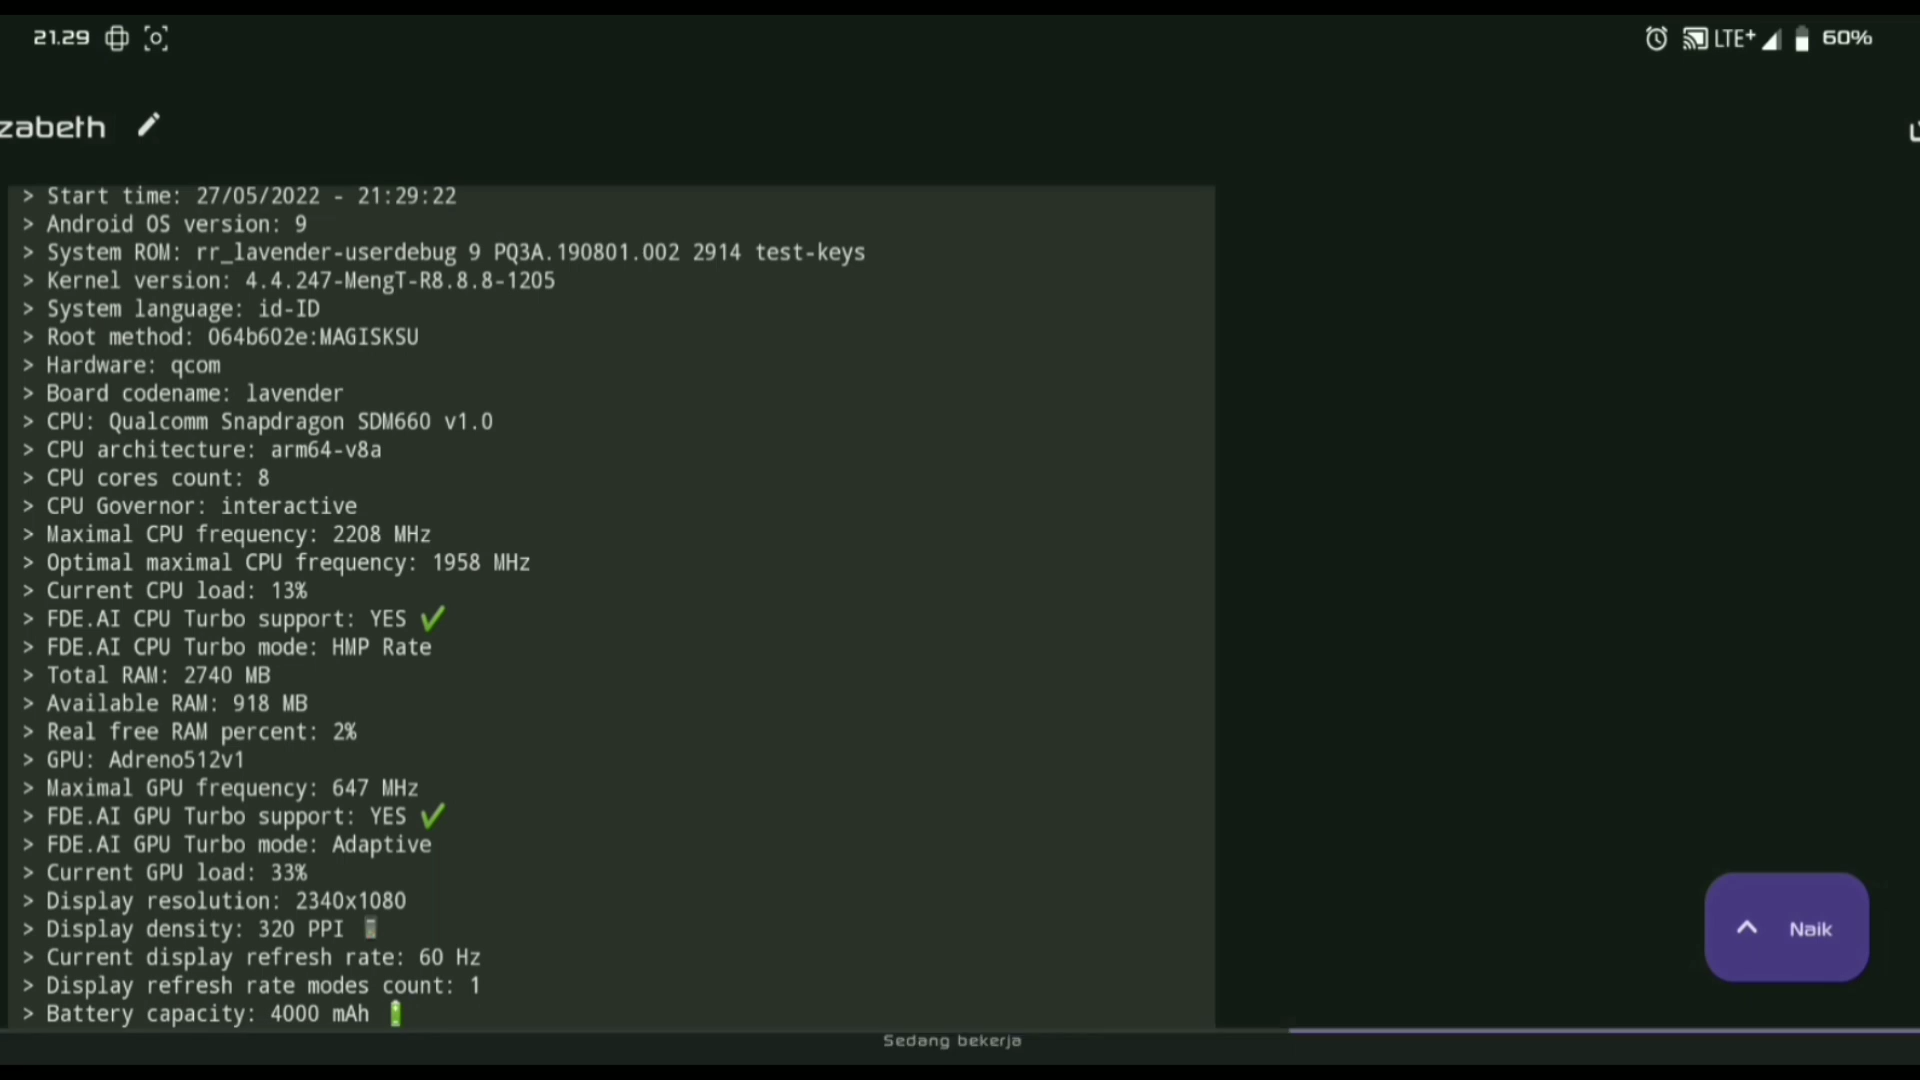 21.29 LTE+ 60%
zabeth
> Start time: 27/05/2022 - 21:29:22
> Android OS version: 9
> System ROM: rr_lavender-userdebug 9 PQ3A.190801.002 2914 test-keys
> Kernel version: 4.4.247-MengT-R8.8.8-1205
> System language: id-ID
> Root method: 064b602e:MAGISKSU
> Hardware: qcom
> Board codename: lavender
> CPU: Qualcomm Snapdragon SDM660 v1.0
> CPU architecture: arm64-v8a
> CPU cores count: 8
> CPU Governor: interactive
> Maximal CPU frequency: 2208 MHz
> Optimal maximal CPU frequency: 1958 MHz
> Current CPU load: 13%
> FDE.AI CPU Turbo support: YES ✔
> FDE.AI CPU Turbo mode: HMP Rate
> Total RAM: 2740 MB
> Available RAM: 918 MB
> Real free RAM percent: 2%
> GPU: Adreno512v1
> Maximal GPU frequency: 647 MHz
> FDE.AI GPU Turbo support: YES ✔
> FDE.AI GPU Turbo mode: Adaptive
> Current GPU load: 33%
> Display resolution: 2340x1080
> Display density: 320 PPI
> Current display refresh rate: 60 Hz
> Display refresh rate modes count: 1
> Battery capacity: 4000 mAh
Naik
Sedang bekerja